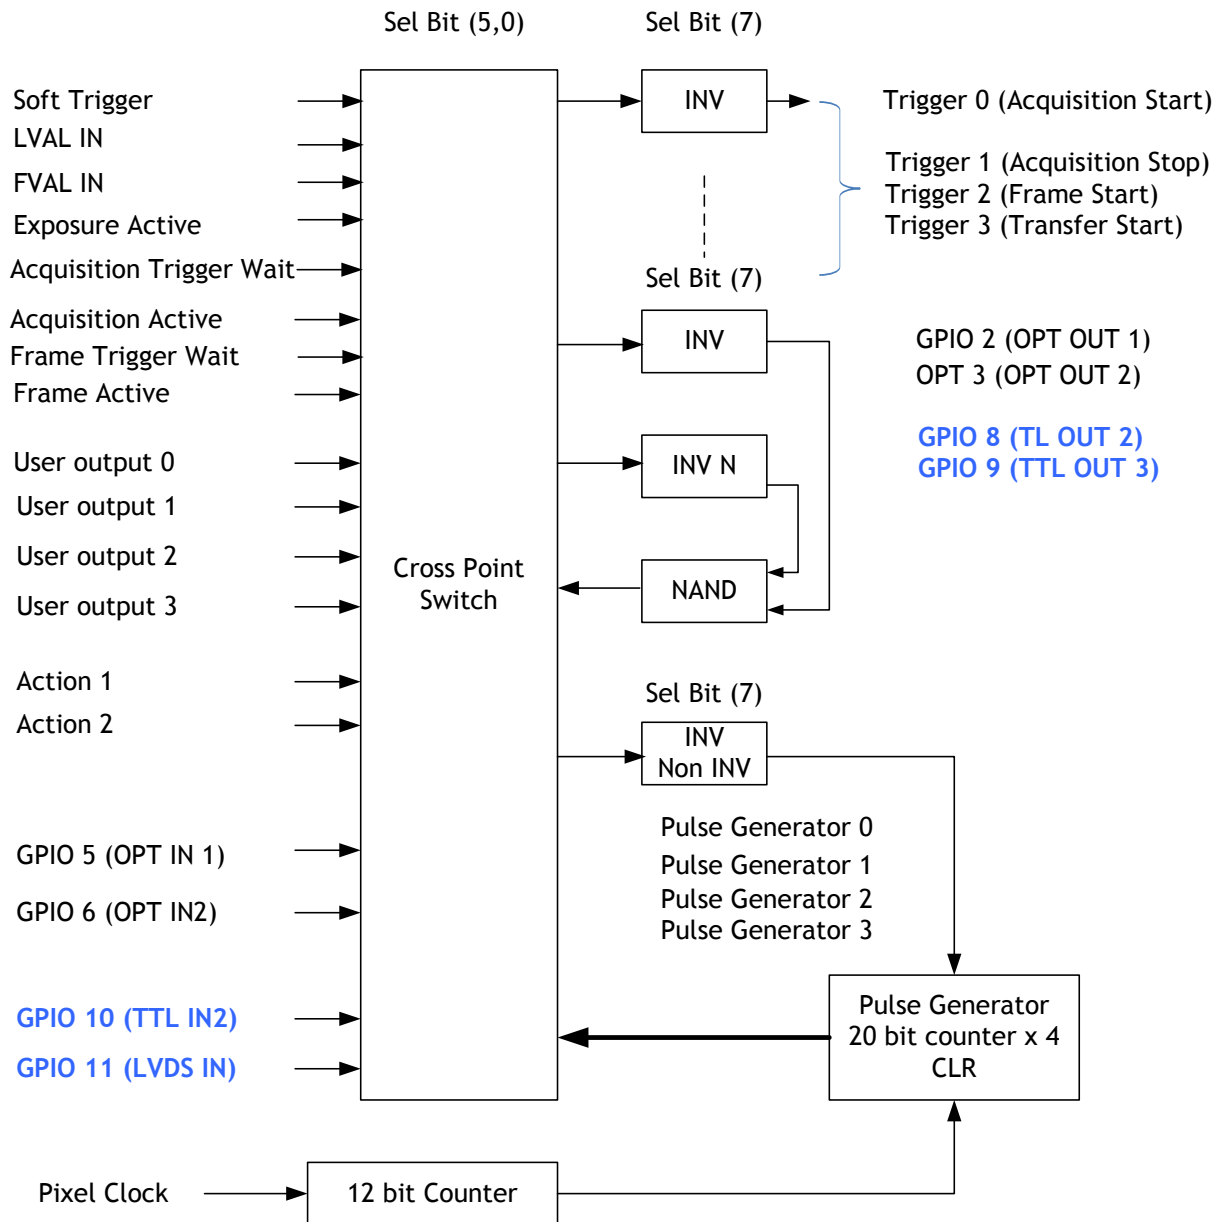 Sel Bit (5,0)
Sel Bit (7)
Soft Trigger
LVAL IN
FVAL IN
Exposure Active
Acquisition Trigger Wait
Acquisition Active
Frame Trigger Wait
Frame Active
User output 0
User output 1
User output 2
User output 3
Action 1
Action 2
GPIO 5 (OPT IN 1)
GPIO 6 (OPT IN2)
GPIO 10 (TTL IN2)
GPIO 11 (LVDS IN)
Pixel Clock
12 bit Counter
Cross Point
Switch
INV
Sel Bit (7)
INV
INV N
NAND
Sel Bit (7)
INV
Non INV
Pulse Generator 0
Pulse Generator 1
Pulse Generator 2
Pulse Generator 3
Pulse Generator
20 bit counter x 4
CLR
Trigger 0 (Acquisition Start)
Trigger 1 (Acquisition Stop)
Trigger 2 (Frame Start)
Trigger 3 (Transfer Start)
GPIO 2 (OPT OUT 1)
OPT 3 (OPT OUT 2)
GPIO 8 (TL OUT 2)
GPIO 9 (TTL OUT 3)